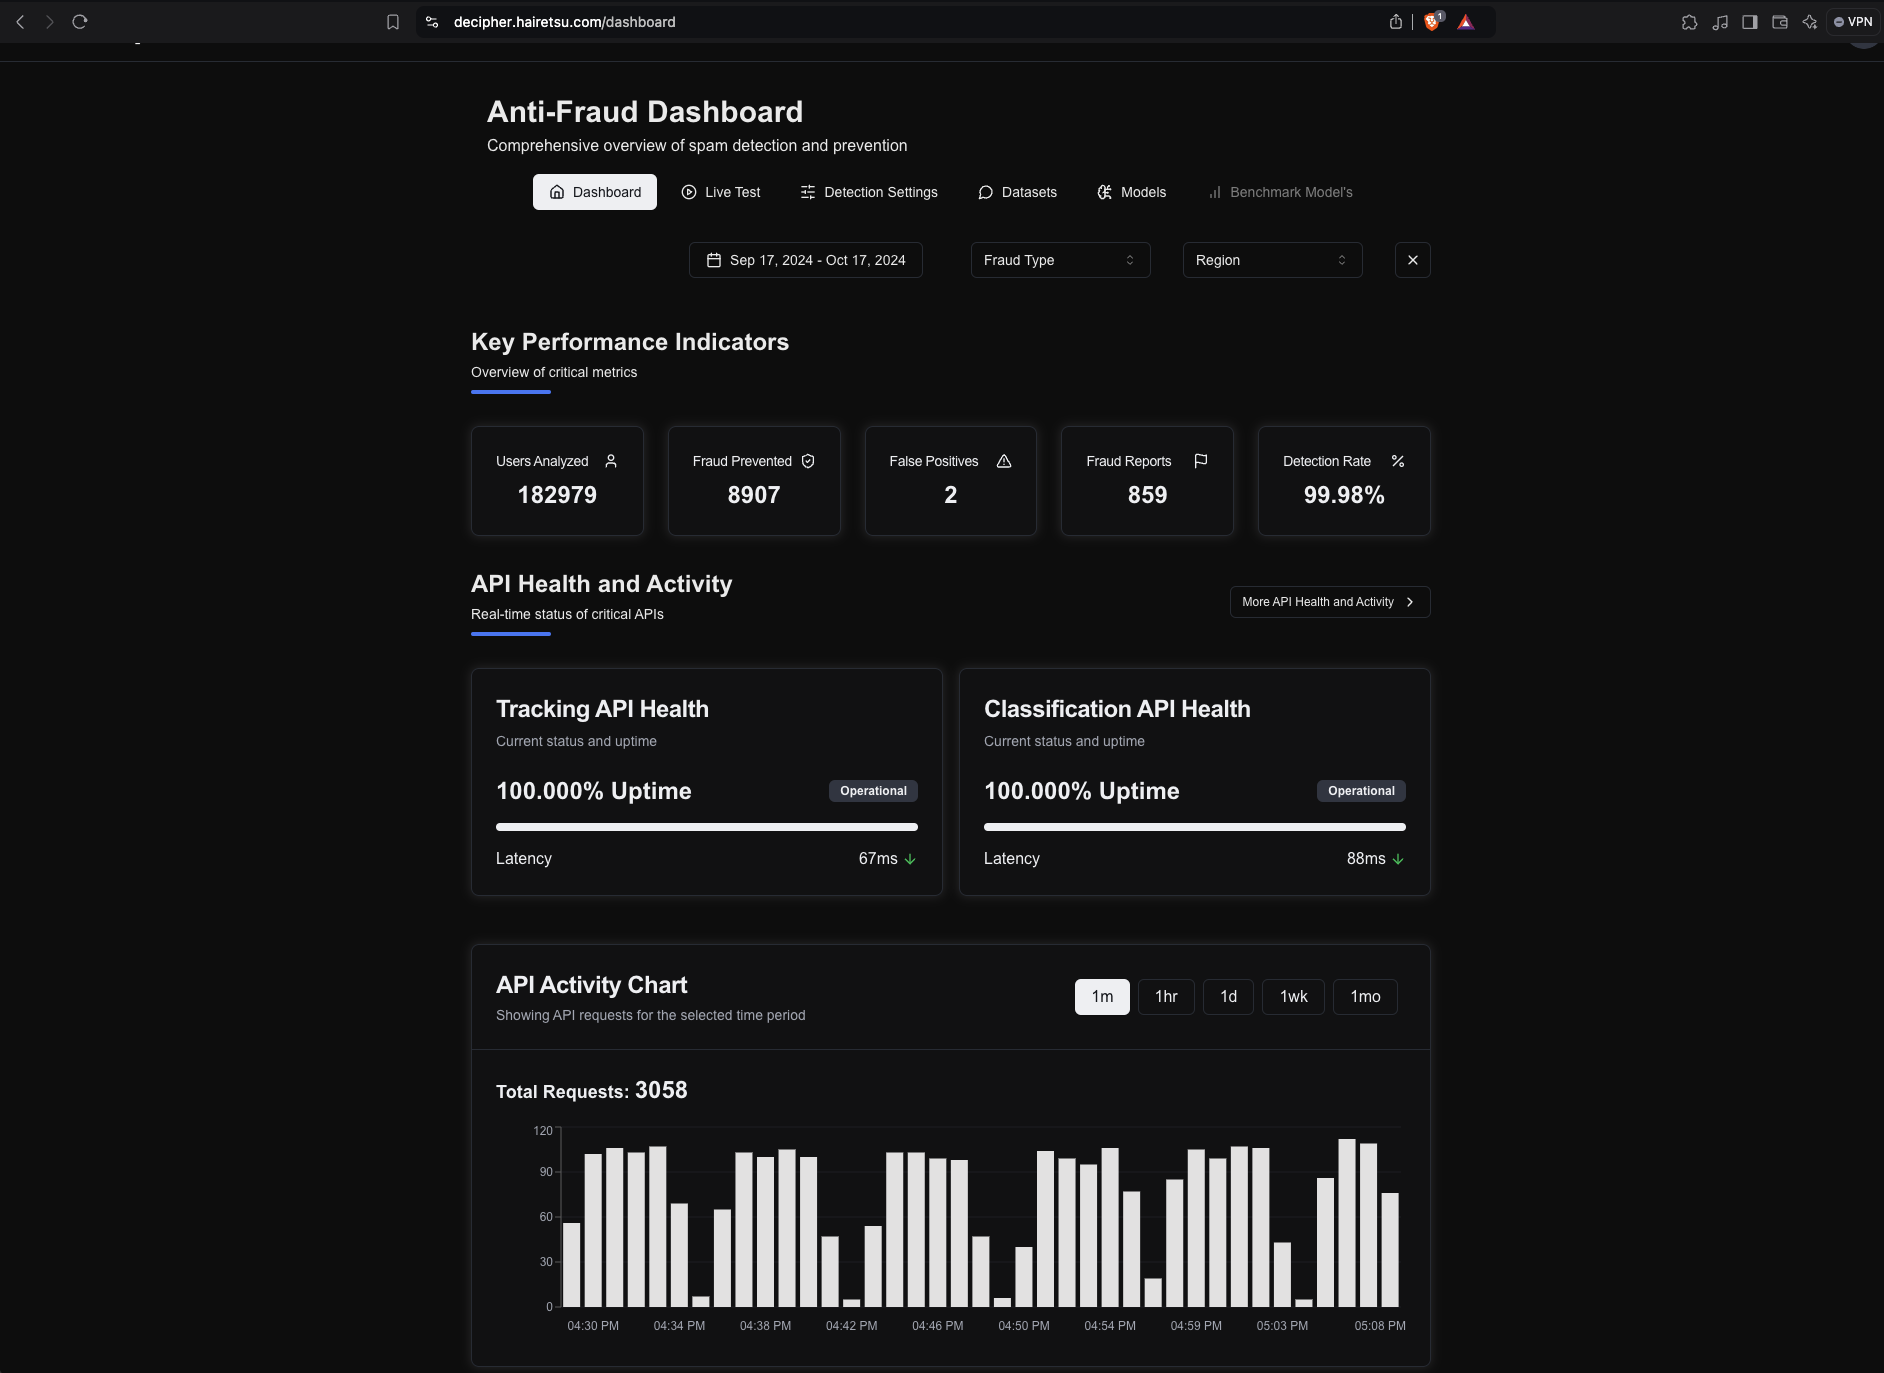 decipher.hairetsu.com/dashboard
1
VPN
Anti-Fraud Dashboard
Comprehensive overview of spam detection and prevention
Dashboard
Live Test
Detection Settings
Datasets
Models
Benchmark Model's
Sep 17, 2024 - Oct 17, 2024
Fraud Type
Region
Key Performance Indicators
Overview of critical metrics
Users Analyzed
182979
Fraud Prevented
8907
False Positives
2
Fraud Reports
859
Detection Rate
99.98%
API Health and Activity
Real-time status of critical APIs
More API Health and Activity
Tracking API Health
Current status and uptime
100.000% Uptime
Operational
Latency
67ms
Classification API Health
Current status and uptime
100.000% Uptime
Operational
Latency
88ms
API Activity Chart
Showing API requests for the selected time period
1m
1hr
1d
1wk
1mo
Total Requests: 3058
120
90
60
30
0
04:30 PM
04:34 PM
04:38 PM
04:42 PM
04:46 PM
04:50 PM
04:54 PM
04:59 PM
05:03 PM
05:08 PM